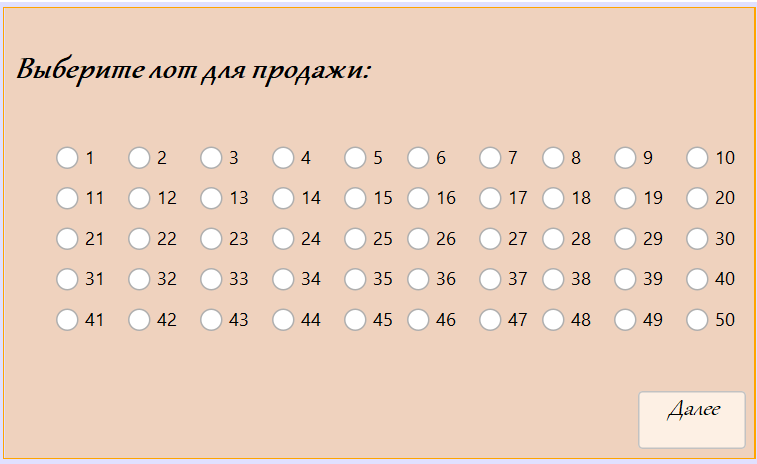 Выберите лот для продажи:
1 2 3 4 5 6 7 8 9 10
11 12 13 14 15 16 17 18 19 20
21 22 23 24 25 26 27 28 29 30
31 32 33 34 35 36 37 38 39 40
41 42 43 44 45 46 47 48 49 50
Далее